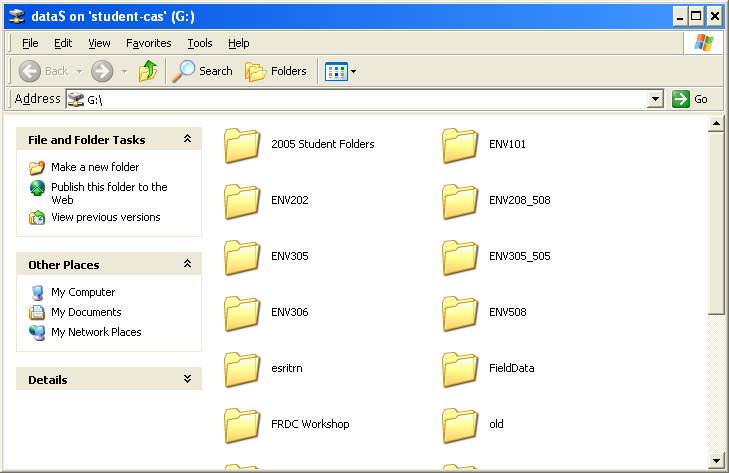 data$ on 'student-cas' (G:)
File Edit View Favorites Tools Help
Back Search Folders
Address G:\ Go
File and Folder Tasks
Make a new folder
Publish this folder to the
Web
View previous versions
Other Places
My Computer
My Documents
My Network Places
Details
2005 Student Folders ENV101
ENV202 ENV208_508
ENV305 ENV305_505
ENV306 ENV508
esritrn FieldData
FRDC Workshop old